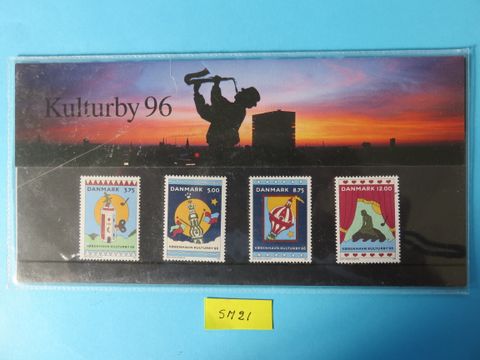 Kulturby 96
DANMARK
3.75
KØBENHAVN KULTURBY 96
DANMARK 5.00
KØBENHAVN KULTURBY 96
DANMARK 8.75
KØBENHAVN KULTURBY 96
DANMARK 12.00
KØBENHAVN KULTURBY 96
SM21